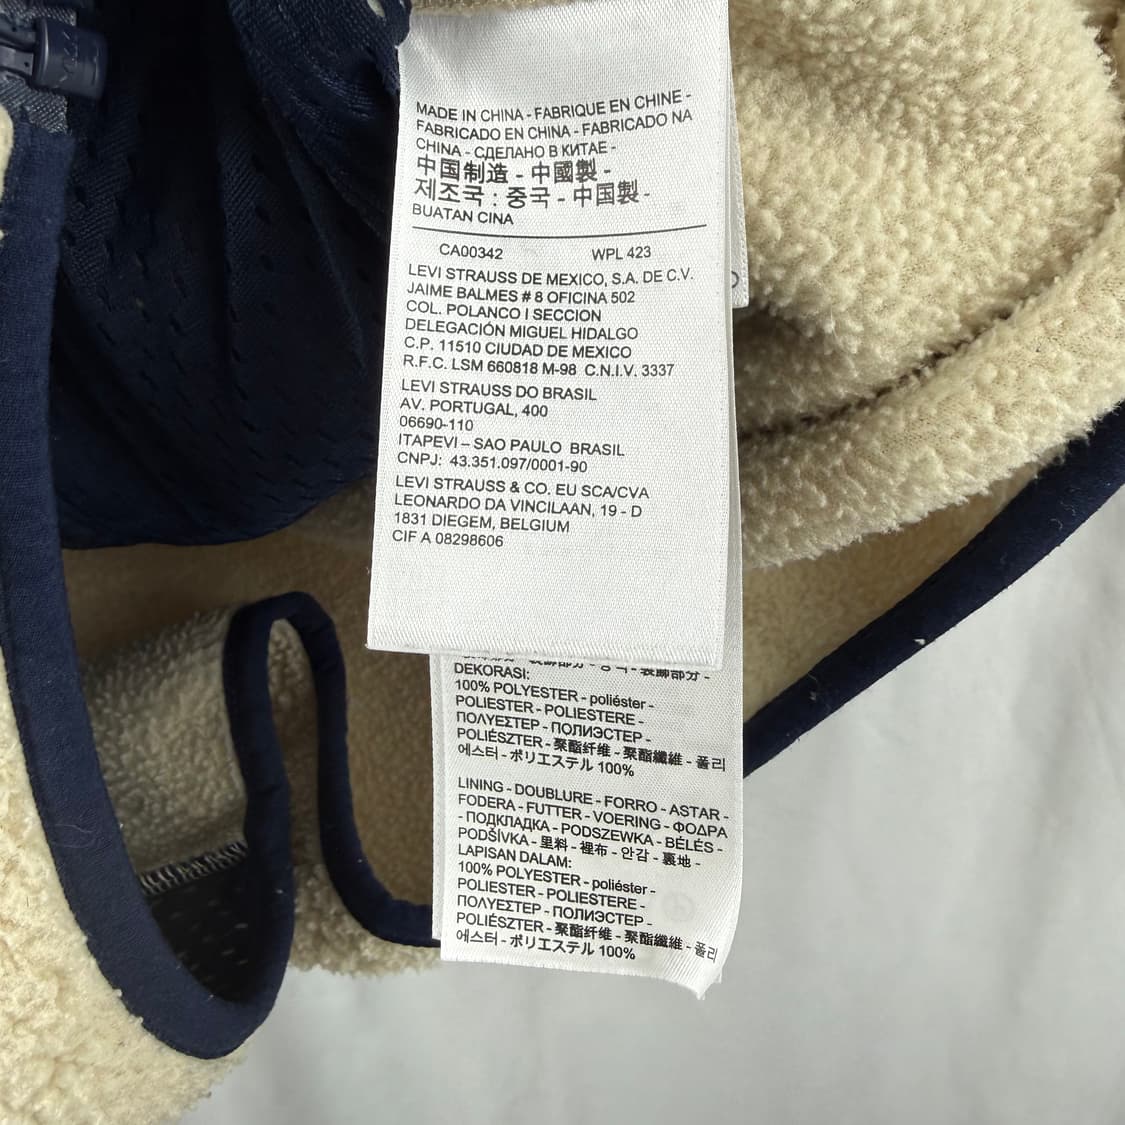 MADE IN CHINA - FABRIQUE EN CHINE -
FABRICADO EN CHINA - FABRICADO NA
CHINA - СДЕЛАНО В КИТАЕ -
中国制造 - 中國製 -
제조국 : 중국 - 中国製 -
BUATAN CINA
CA00342 WPL 423
LEVI STRAUSS DE MEXICO, S.A. DE C.V.
JAIME BALMES # 8 OFICINA 502
COL. POLANCO I SECCION
DELEGACIÓN MIGUEL HIDALGO
C.P. 11510 CIUDAD DE MEXICO
R.F.C. LSM 660818 M-98 C.N.I.V. 3337
LEVI STRAUSS DO BRASIL
AV. PORTUGAL, 400
06690-110
ITAPEVI – SAO PAULO BRASIL
CNPJ: 43.351.097/0001-90
LEVI STRAUSS & CO. EU SCA/CVA
LEONARDO DA VINCILAAN, 19 - D
1831 DIEGEM, BELGIUM
CIF A 08298606
DEKORASI:
100% POLYESTER - poliéster -
POLIESTER - POLIESTERE -
ΠΟΛΥΕΣΤΕΡ - ПОЛИЭСТЕР -
POLIÉSZTER - 聚酯纤维 - 聚酯纖維 - 폴리
에스터 - ポリエステル 100%
LINING - DOUBLURE - FORRO - ASTAR -
FODERA - FUTTER - VOERING - ΦΟΔΡΑ
- ПОДКЛАДКА - PODSZEWKA - BÉLÉS -
PODŠÍVKA - 里料 - 裡布 - 안감 - 裏地 -
LAPISAN DALAM:
100% POLYESTER - poliéster -
POLIESTER - POLIESTERE -
ΠΟΛΥΕΣΤΕΡ - ПОЛИЭСТЕР -
POLIÉSZTER - 聚酯纤维 - 聚酯纖維 - 폴리
에스터 - ポリエステル 100%